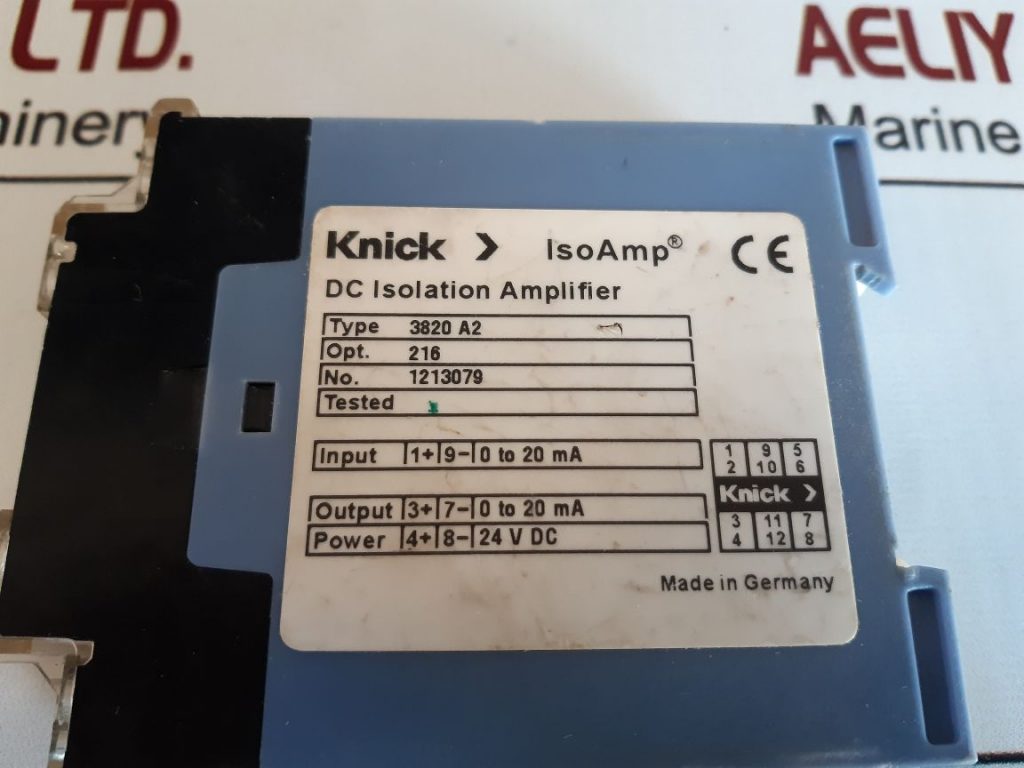 LTD. AELIY
Marine
Knick > IsoAmp® CE
DC Isolation Amplifier
Type 3820 A2
Opt. 216
No. 1213079
Tested
Input 1+ 9- 0 to 20 mA
Output 3+ 7- 0 to 20 mA
Power 4+ 8- 24 V DC
1 9 5
2 10 6
Knick >
3 11 7
4 12 8
Made in Germany